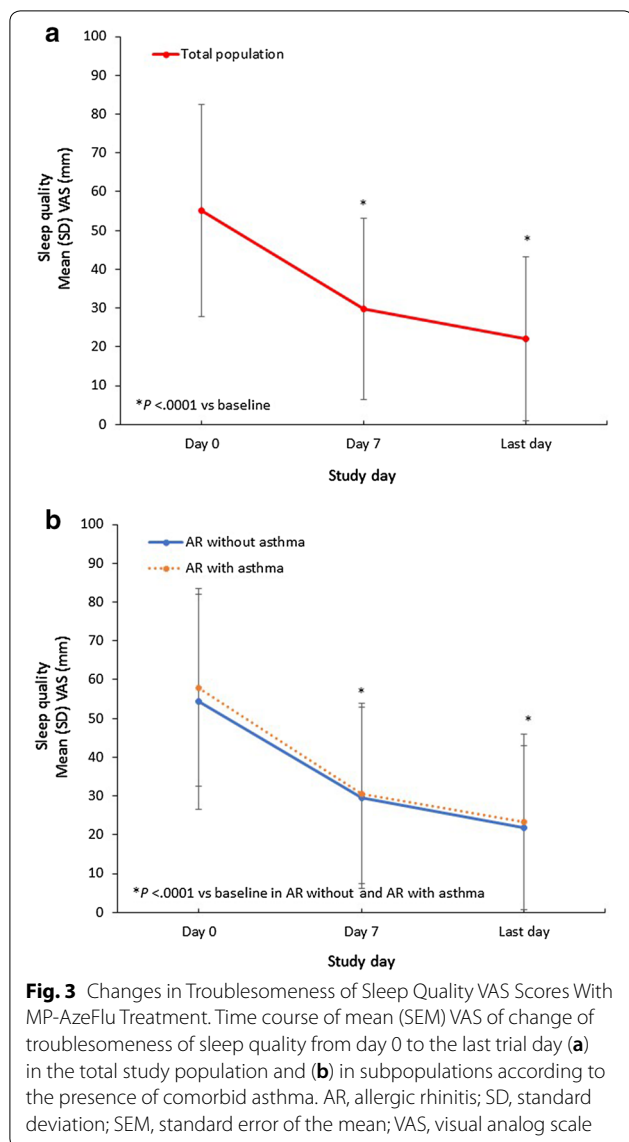 a
100
Total population
90
80
70
60
50
40
30
20
10
0
Sleep quality
Mean (SD) VAS (mm)
*
*
*P <.0001 vs baseline
Day 0 Day 7 Last day
Study day
b
100
AR without asthma
90
AR with asthma
80
70
60
50
40
30
20
10
0
Sleep quality
Mean (SD) VAS (mm)
*
*
*P <.0001 vs baseline in AR without and AR with asthma
Day 0 Day 7 Last day
Study day
Fig. 3 Changes in Troublesomeness of Sleep Quality VAS Scores With
MP-AzeFlu Treatment. Time course of mean (SEM) VAS of change of
troublesomeness of sleep quality from day 0 to the last trial day (a)
in the total study population and (b) in subpopulations according to
the presence of comorbid asthma. AR, allergic rhinitis; SD, standard
deviation; SEM, standard error of the mean; VAS, visual analog scale